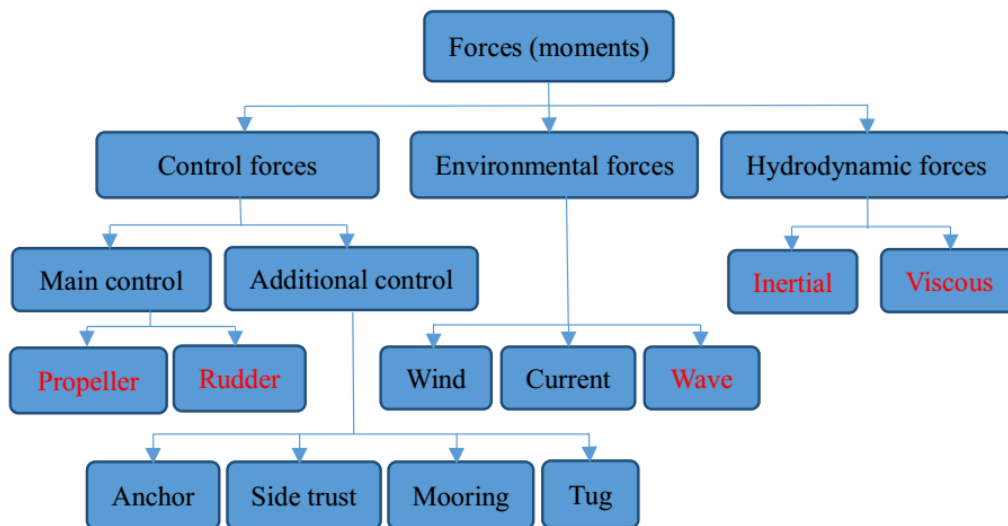 Forces (moments)
Control forces
Environmental forces
Hydrodynamic forces
Main control
Additional control
Inertial
Viscous
Propeller
Rudder
Wind
Current
Wave
Anchor
Side trust
Mooring
Tug